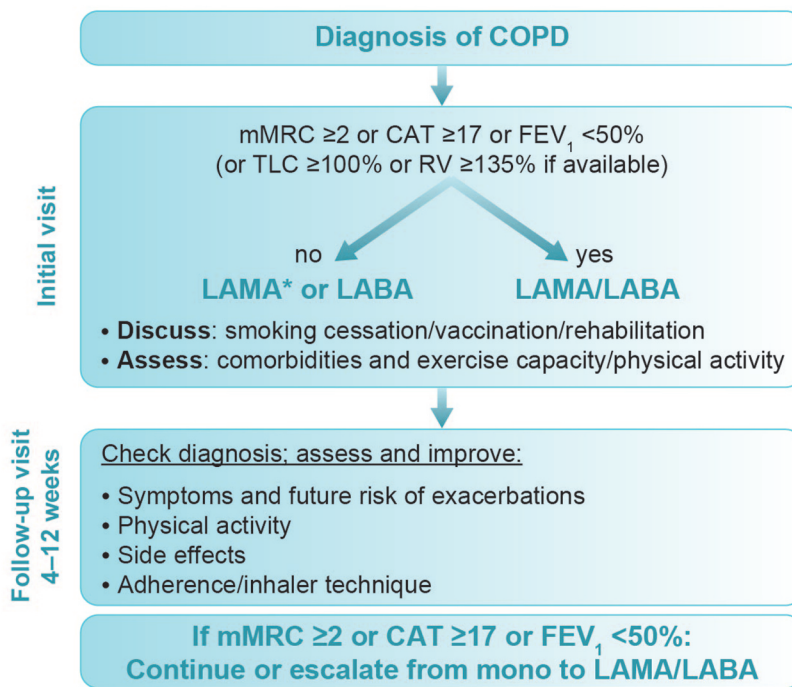 Diagnosis of COPD
Initial visit
mMRC ≥2 or CAT ≥17 or FEV₁ <50%
(or TLC ≥100% or RV ≥135% if available)
no
yes
LAMA* or LABA
LAMA/LABA
• Discuss: smoking cessation/vaccination/rehabilitation
• Assess: comorbidities and exercise capacity/physical activity
Follow-up visit
4–12 weeks
Check diagnosis; assess and improve:
• Symptoms and future risk of exacerbations
• Physical activity
• Side effects
• Adherence/inhaler technique
If mMRC ≥2 or CAT ≥17 or FEV₁ <50%:
Continue or escalate from mono to LAMA/LABA